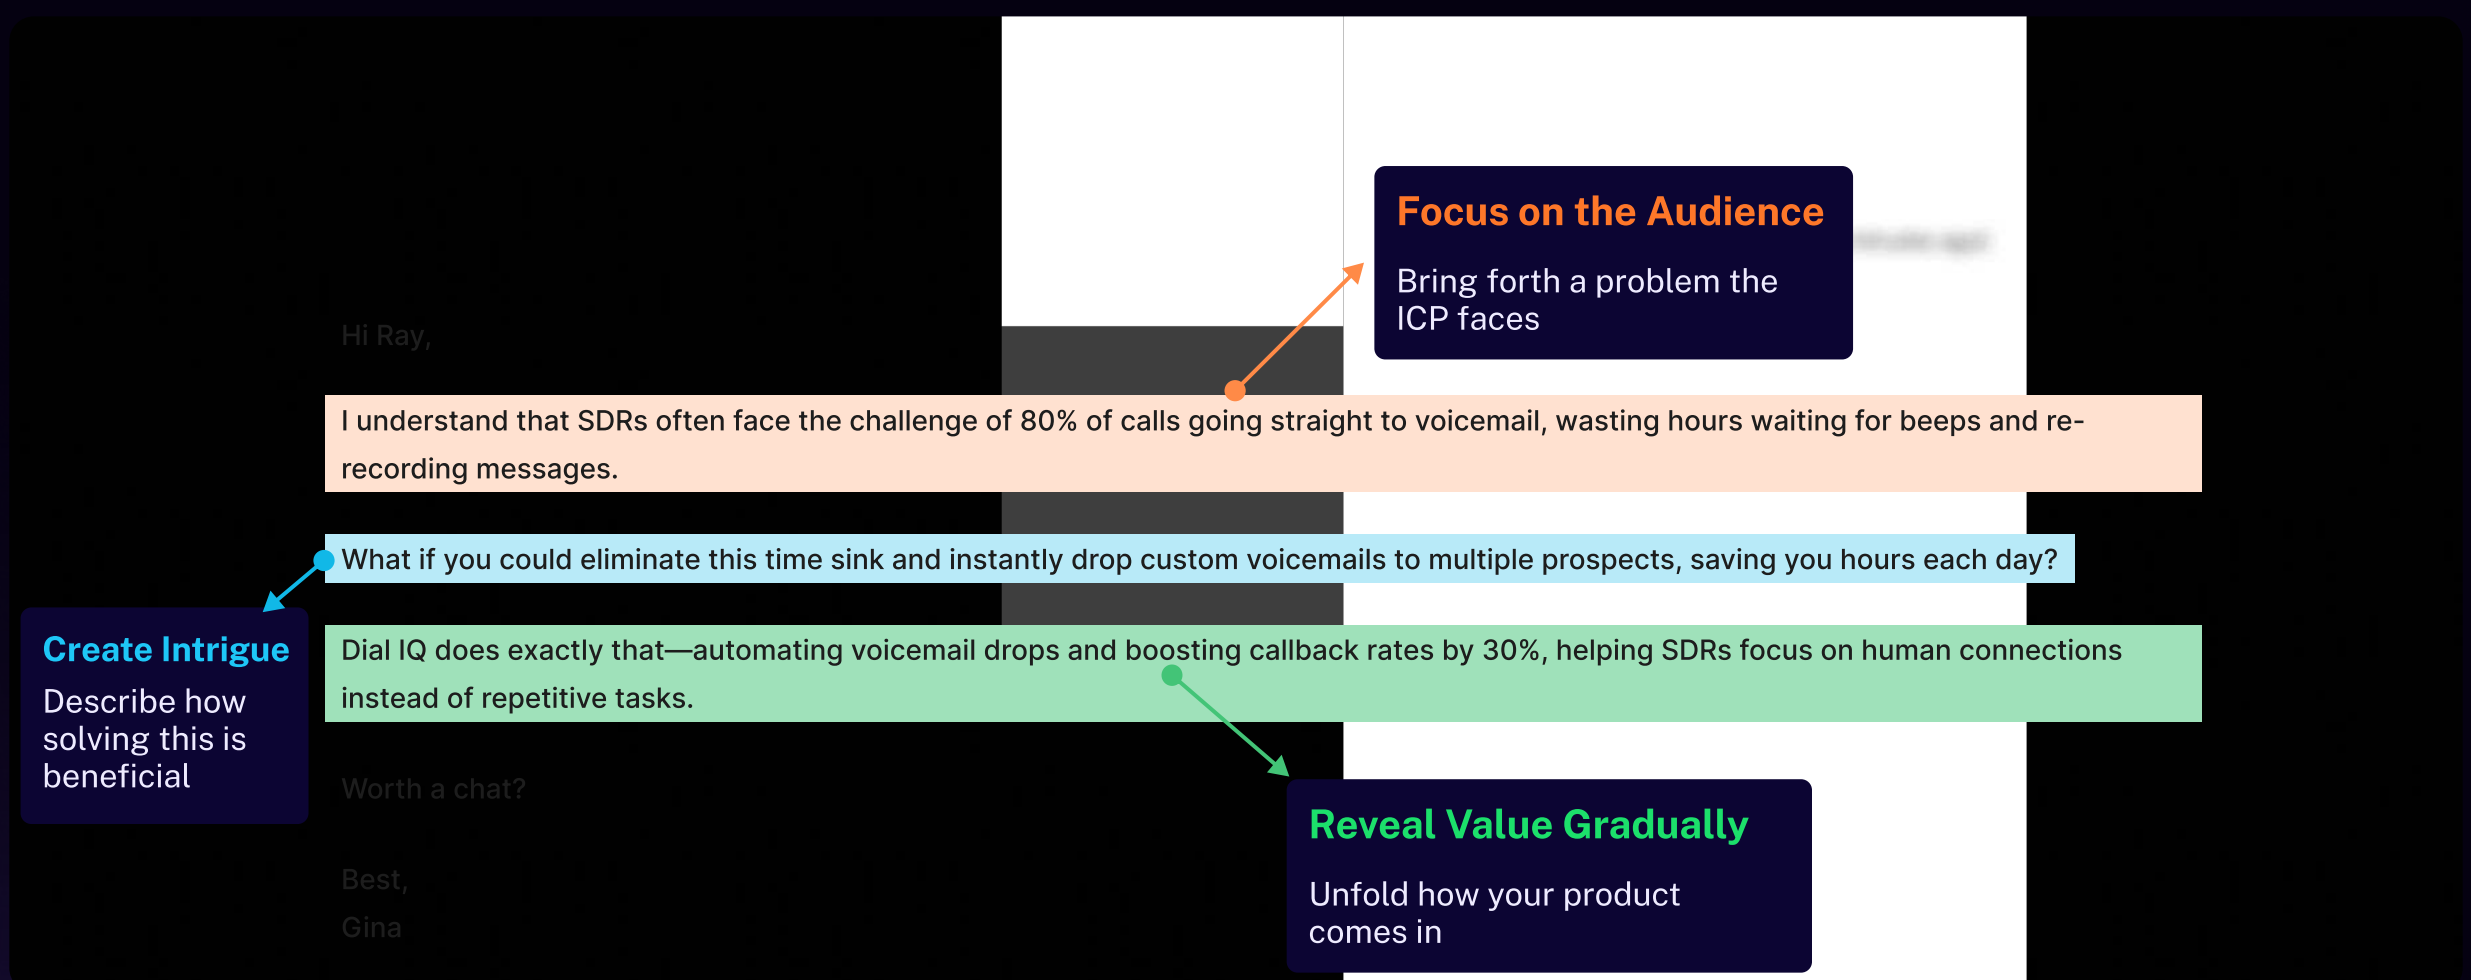 Focus on the Audience
Bring forth a problem the
ICP faces
Hi Ray,
I understand that SDRs often face the challenge of 80% of calls going straight to voicemail, wasting hours waiting for beeps and re-
recording messages.
What if you could eliminate this time sink and instantly drop custom voicemails to multiple prospects, saving you hours each day?
Create Intrigue
Describe how
solving this is
beneficial
Dial IQ does exactly that—automating voicemail drops and boosting callback rates by 30%, helping SDRs focus on human connections
instead of repetitive tasks.
Worth a chat?
Reveal Value Gradually
Unfold how your product
comes in
Best,
Gina